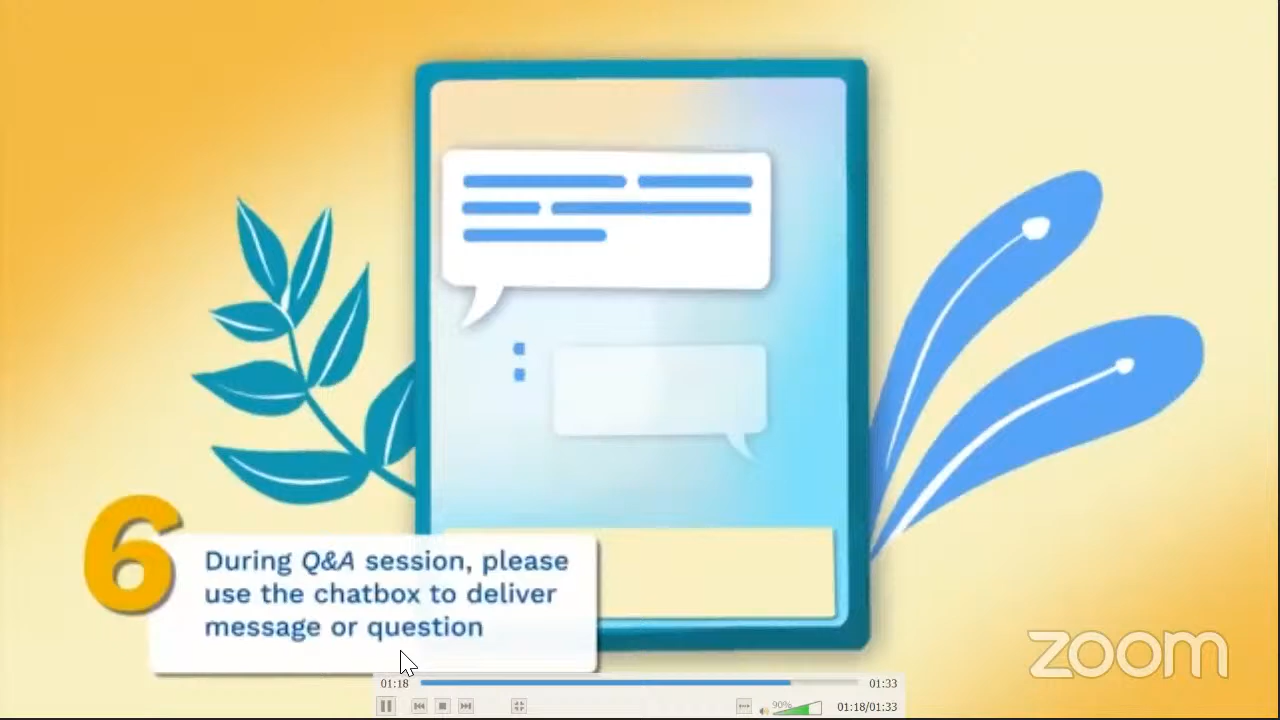 6
During Q&A session, please
use the chatbox to deliver
message or question
zoom
01:18
01:33
90%
01:18/01:33